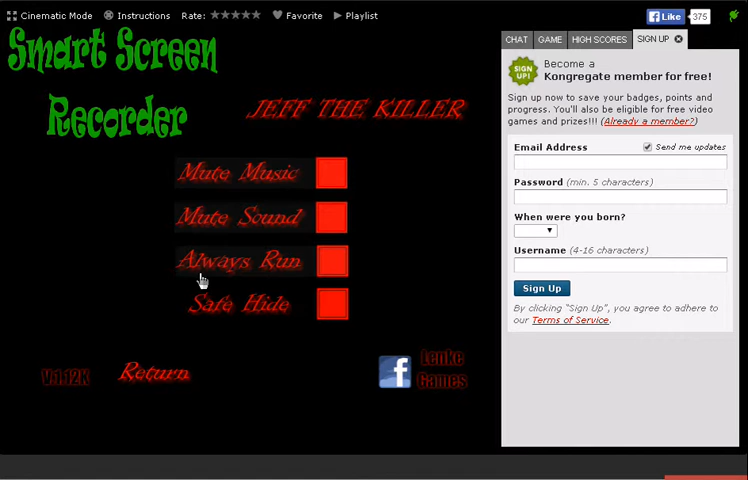 Cinematic Mode Instructions Rate: Favorite Playlist Like 375
Smart Screen
Recorder
JEFF THE KILLER
Mute Music
Mute Sound
Always Run
Safe Hide
V.1.12K
Return
f
Lenke
Games
CHAT GAME HIGH SCORES SIGN UP
SIGN UP!
Become a
Kongregate member for free!
Sign up now to save your badges, points and
progress. You'll also be eligible for free video
games and prizes!!! (Already a member?)
Email Address Send me updates
Password (min. 5 characters)
When were you born?
Username (4-16 characters)
Sign Up
By clicking "Sign Up", you agree to adhere to
our Terms of Service.